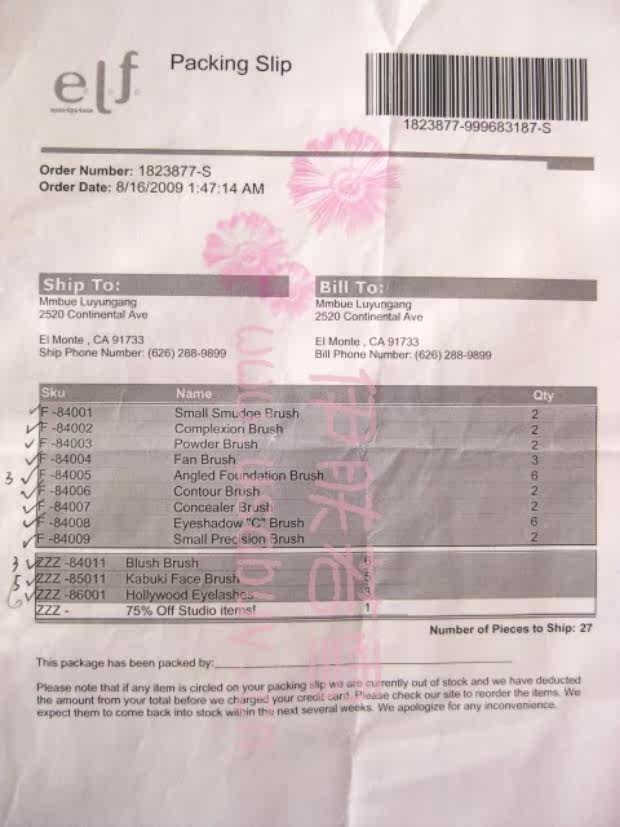 e.l.f.
Packing Slip
1823877-999683187-S
Order Number: 1823877-S
Order Date: 8/16/2009 1:47:14 AM
Ship To:
Mmbue Luyungang
2520 Continental Ave
El Monte , CA 91733
Ship Phone Number: (626) 288-9899
Bill To:
Mmbue Luyungang
2520 Continental Ave
El Monte , CA 91733
Bill Phone Number: (626) 288-9899
Sku Name Qty
F -84001 Small Smudge Brush 2
F -84002 Complexion Brush 2
F -84003 Powder Brush 2
F -84004 Fan Brush 3
3 F -84005 Angled Foundation Brush 6
F -84006 Contour Brush 2
F -84007 Concealer Brush 2
F -84008 Eyeshadow "C" Brush 6
F -84009 Small Precision Brush 2
3 ZZZ -84011 Blush Brush
5 ZZZ -85011 Kabuki Face Brush
6 ZZZ -86001 Hollywood Eyelashes
ZZZ - 75% Off Studio items! 1
Number of Pieces to Ship: 27
This package has been packed by:
Please note that if any item is circled on your packing slip we are currently out of stock and we have deducted
the amount from your total before we charged your credit card. Please check our site to reorder the items. We
expect them to come back into stock within the next several weeks. We apologize for any inconvenience.